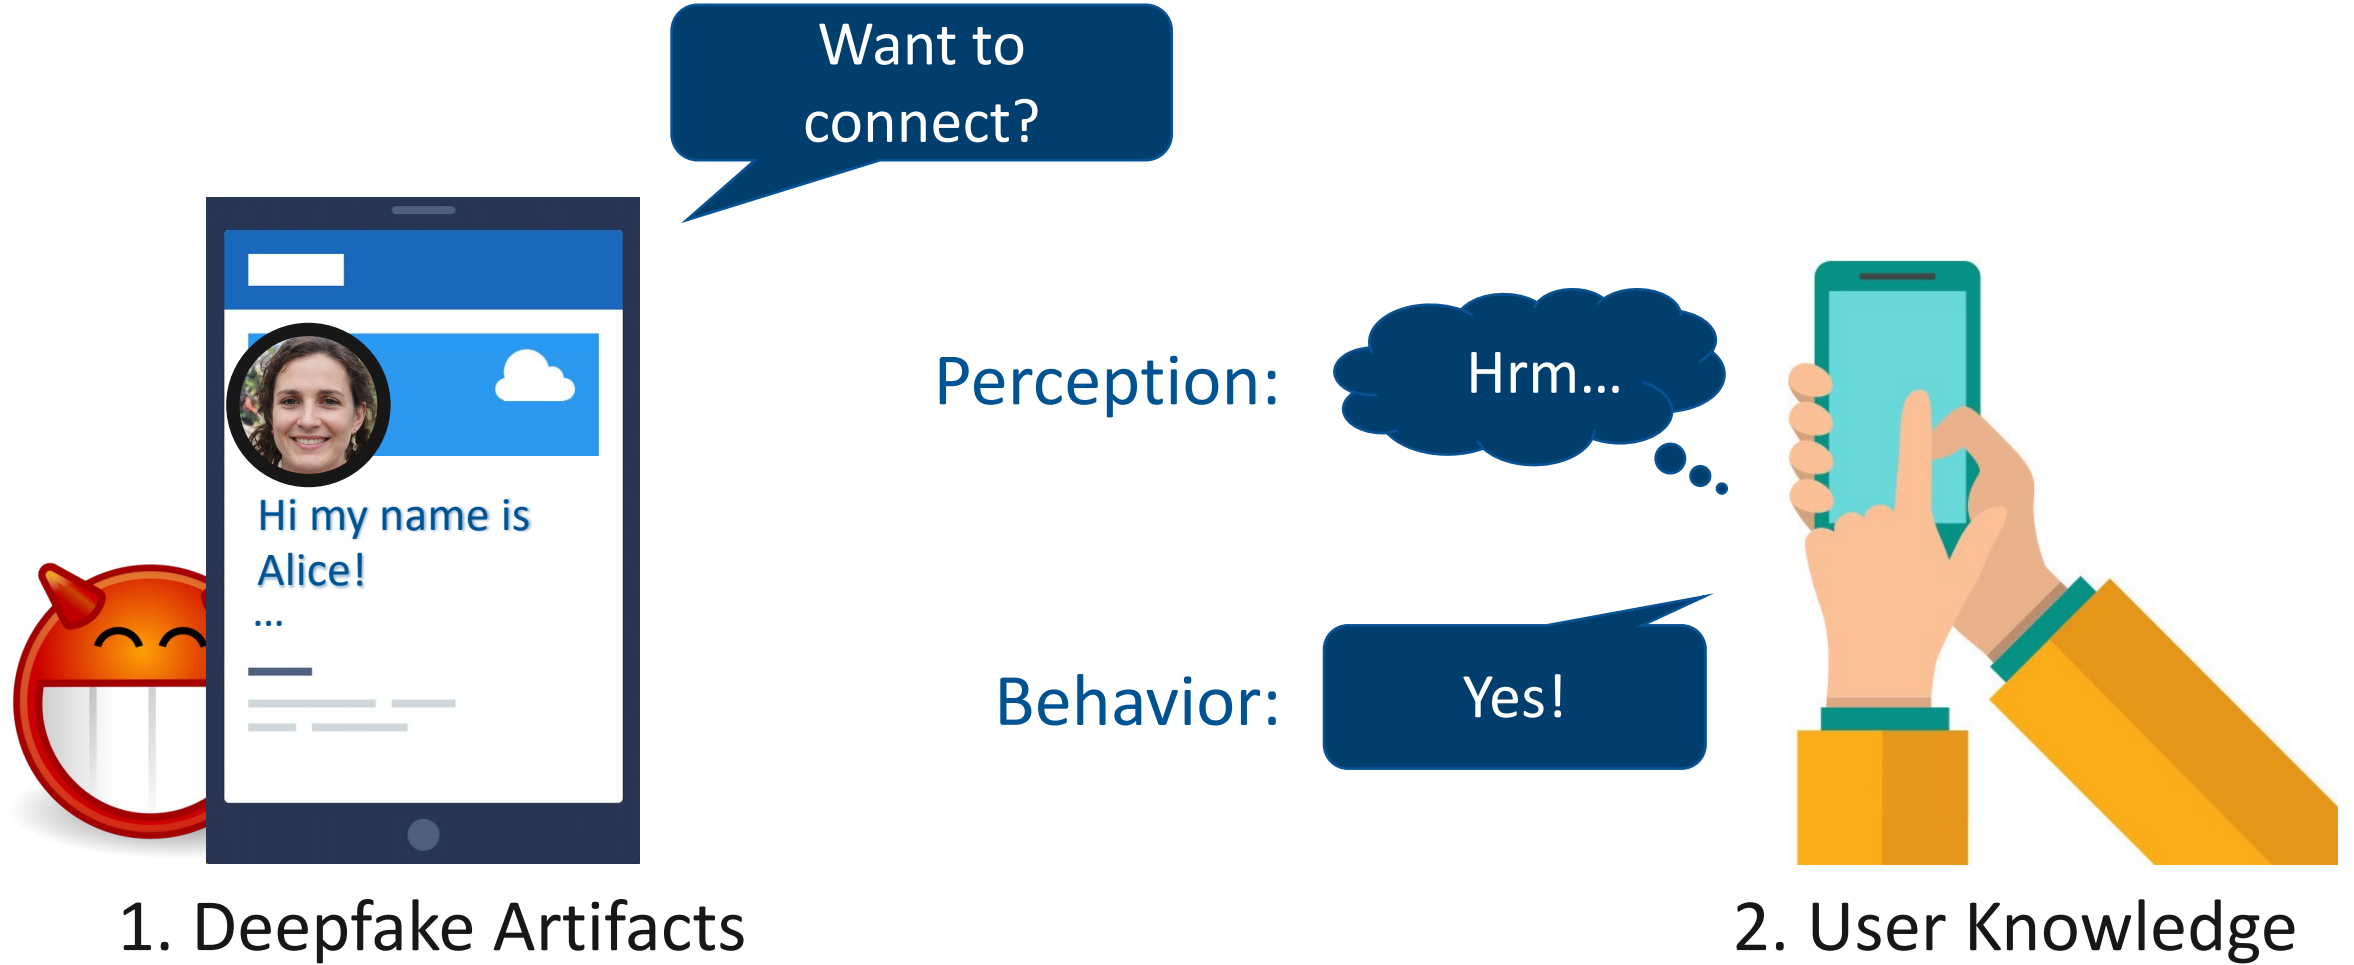 Want to
connect?
Hi my name is
Alice!
...
Perception:
Hrm...
Behavior:
Yes!
1. Deepfake Artifacts
2. User Knowledge